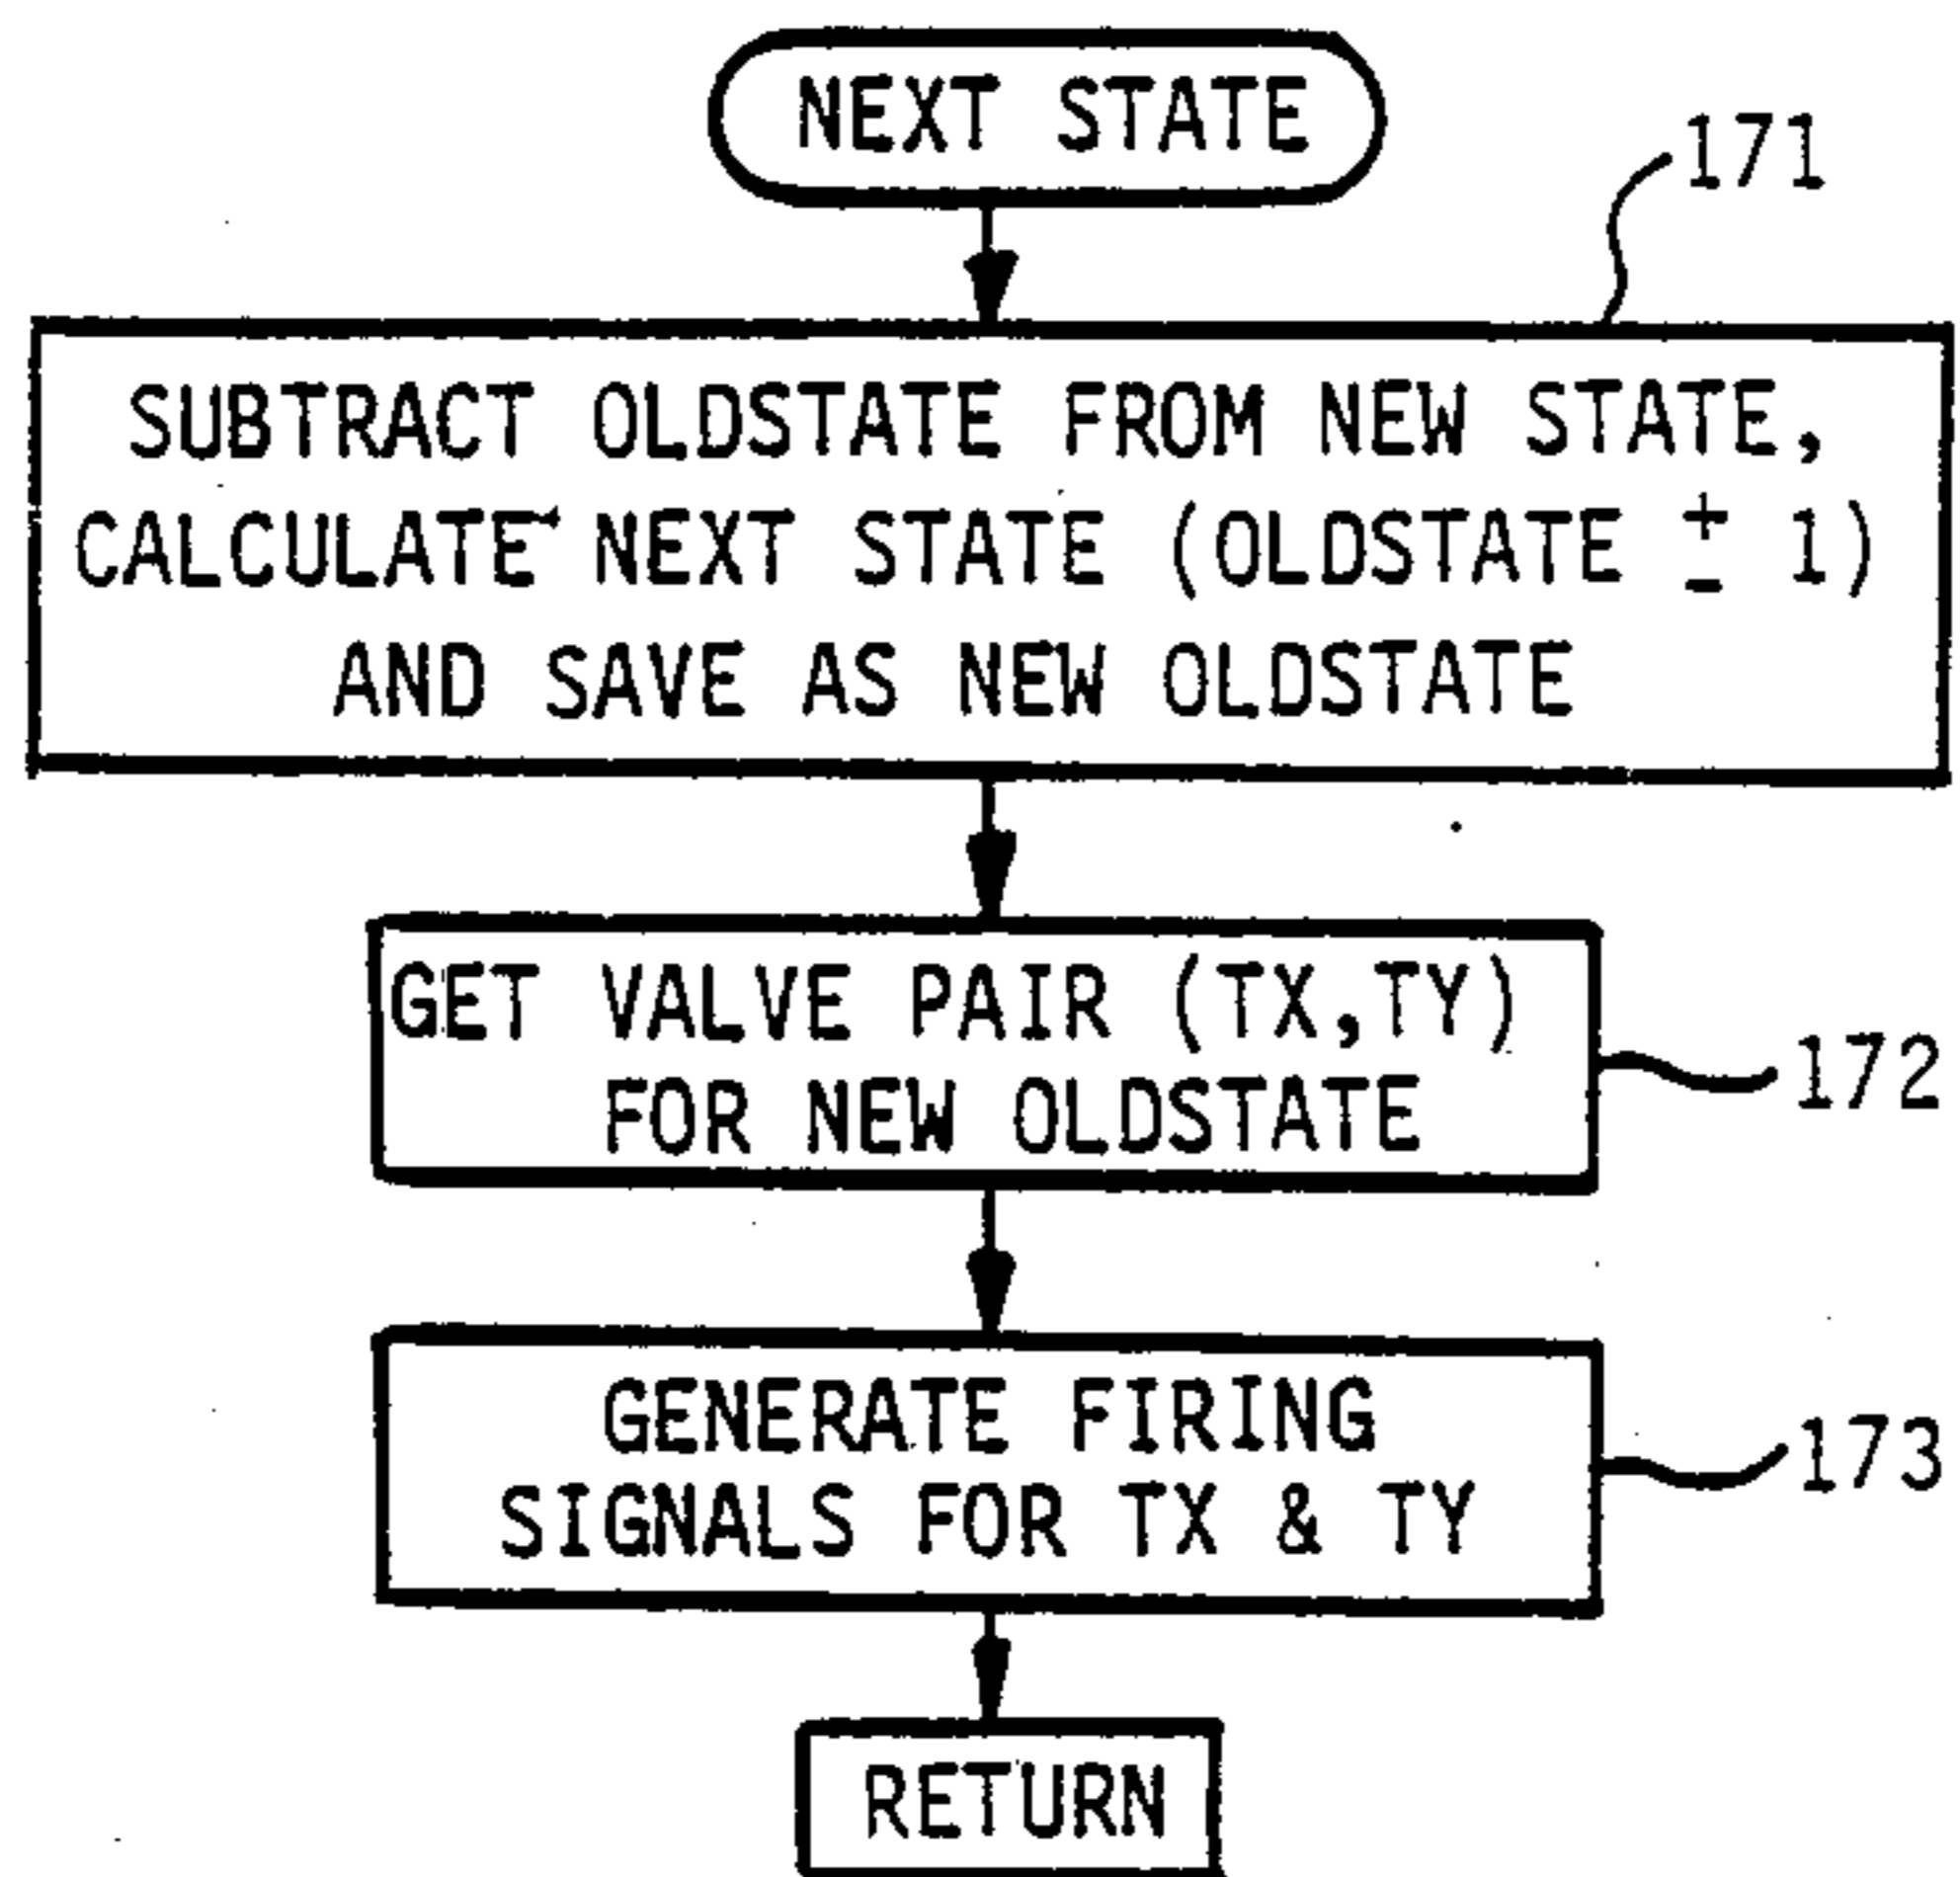 NEXT STATE
171
SUBTRACT OLDSTATE FROM NEW STATE,
CALCULATE NEXT STATE (OLDSTATE ± 1)
AND SAVE AS NEW OLDSTATE
GET VALVE PAIR (TX,TY)
FOR NEW OLDSTATE
172
GENERATE FIRING
SIGNALS FOR TX & TY
173
RETURN